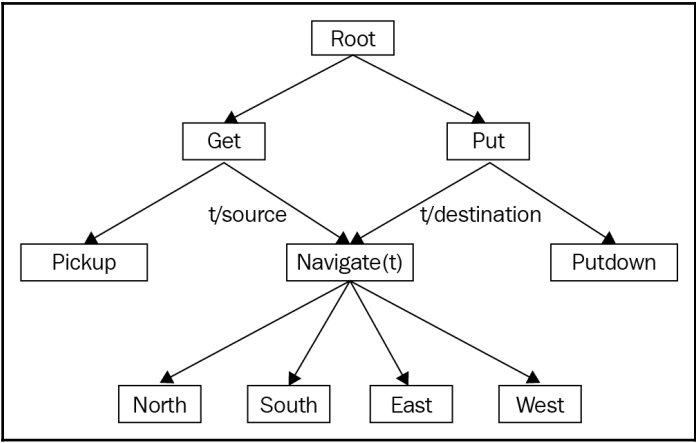 Root
Get
Put
t/source
t/destination
Pickup
Navigate(t)
Putdown
North
South
East
West